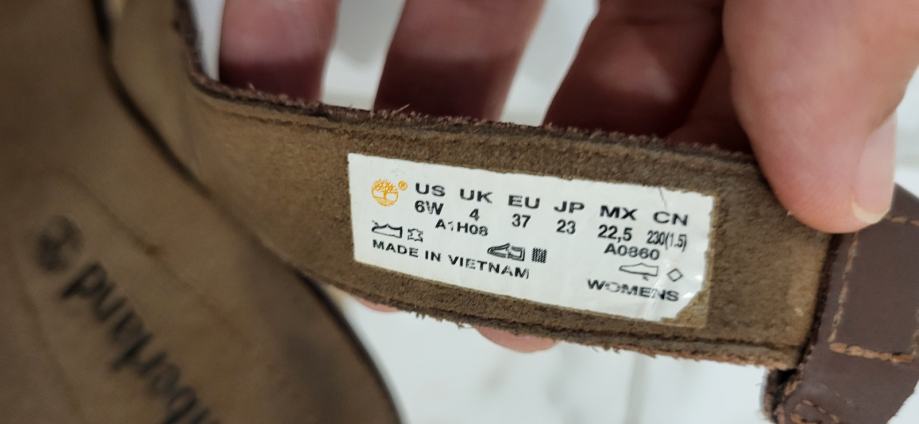 ® US UK EU JP MX CN
6W 4 37 23 22,5 230(1.5)
A1H08 A0860
MADE IN VIETNAM WOMENS
mberland